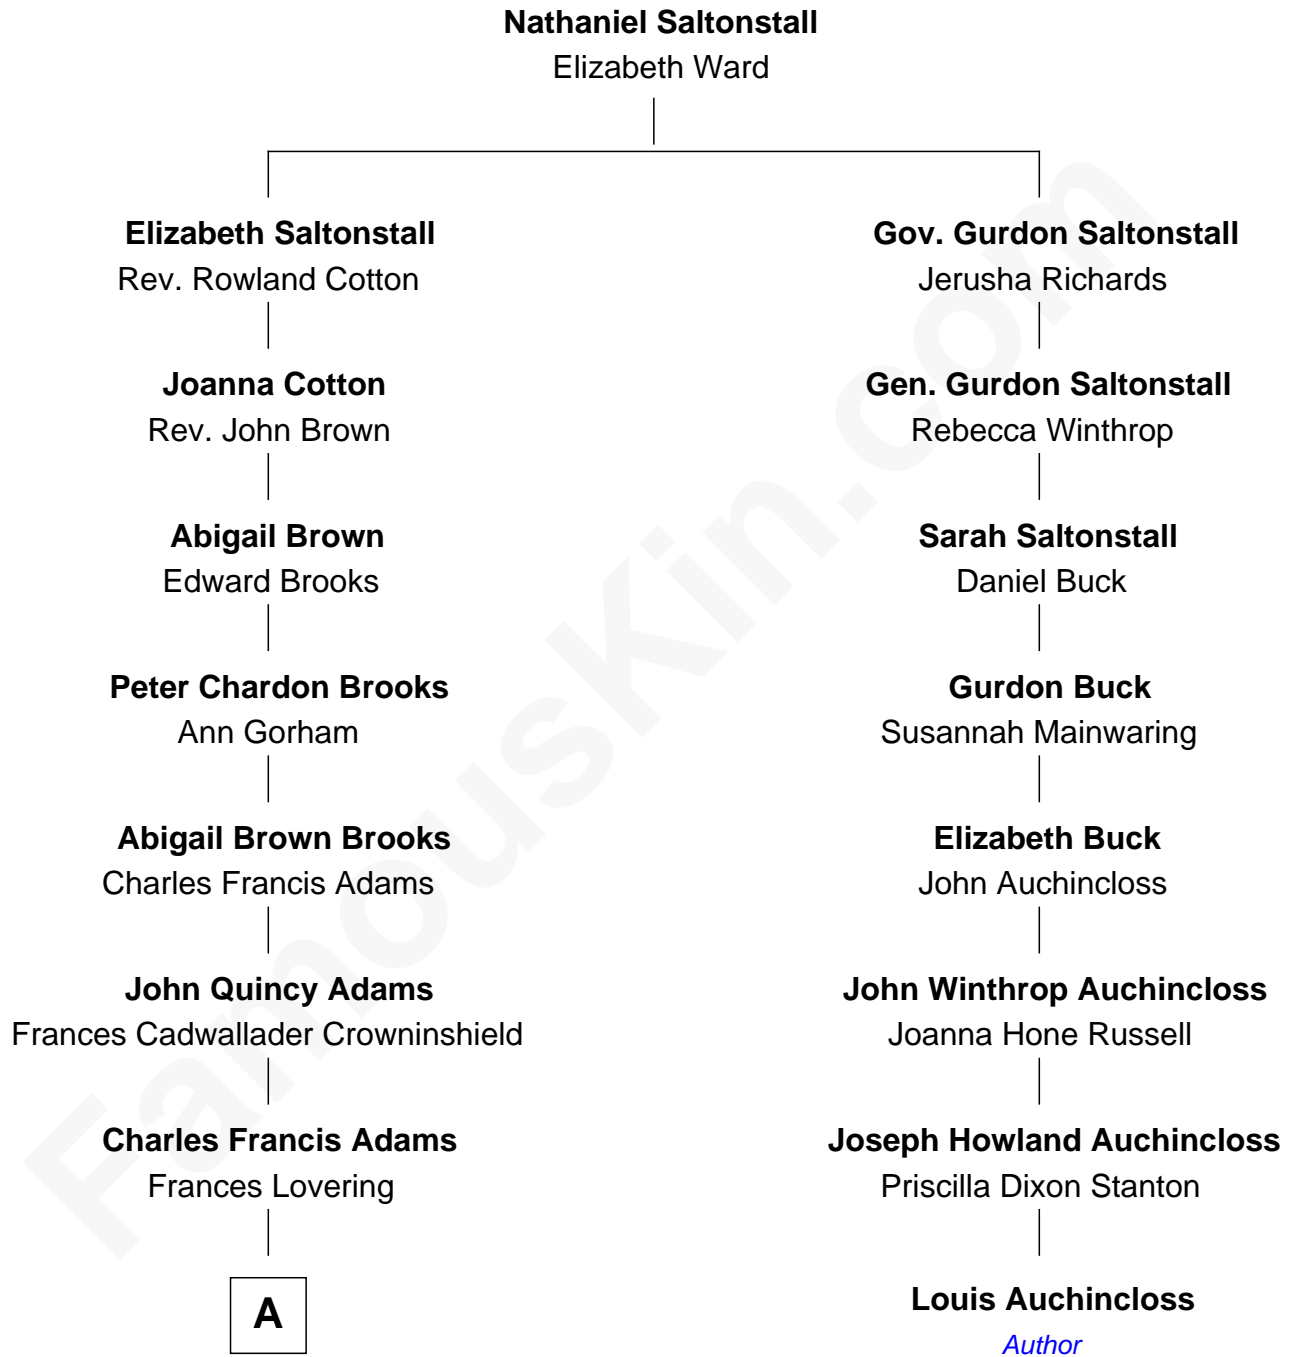 Nathaniel Saltonstall
Elizabeth Ward
Elizabeth Saltonstall
Rev. Rowland Cotton
Gov. Gurdon Saltonstall
Jerusha Richards
Joanna Cotton
Rev. John Brown
Gen. Gurdon Saltonstall
Rebecca Winthrop
Abigail Brown
Edward Brooks
Sarah Saltonstall
Daniel Buck
Peter Chardon Brooks
Ann Gorham
Gurdon Buck
Susannah Mainwaring
Abigail Brown Brooks
Charles Francis Adams
Elizabeth Buck
John Auchincloss
John Quincy Adams
Frances Cadwallader Crowninshield
John Winthrop Auchincloss
Joanna Hone Russell
Charles Francis Adams
Frances Lovering
Joseph Howland Auchincloss
Priscilla Dixon Stanton
A
Louis Auchincloss
Author
FamousKin.com